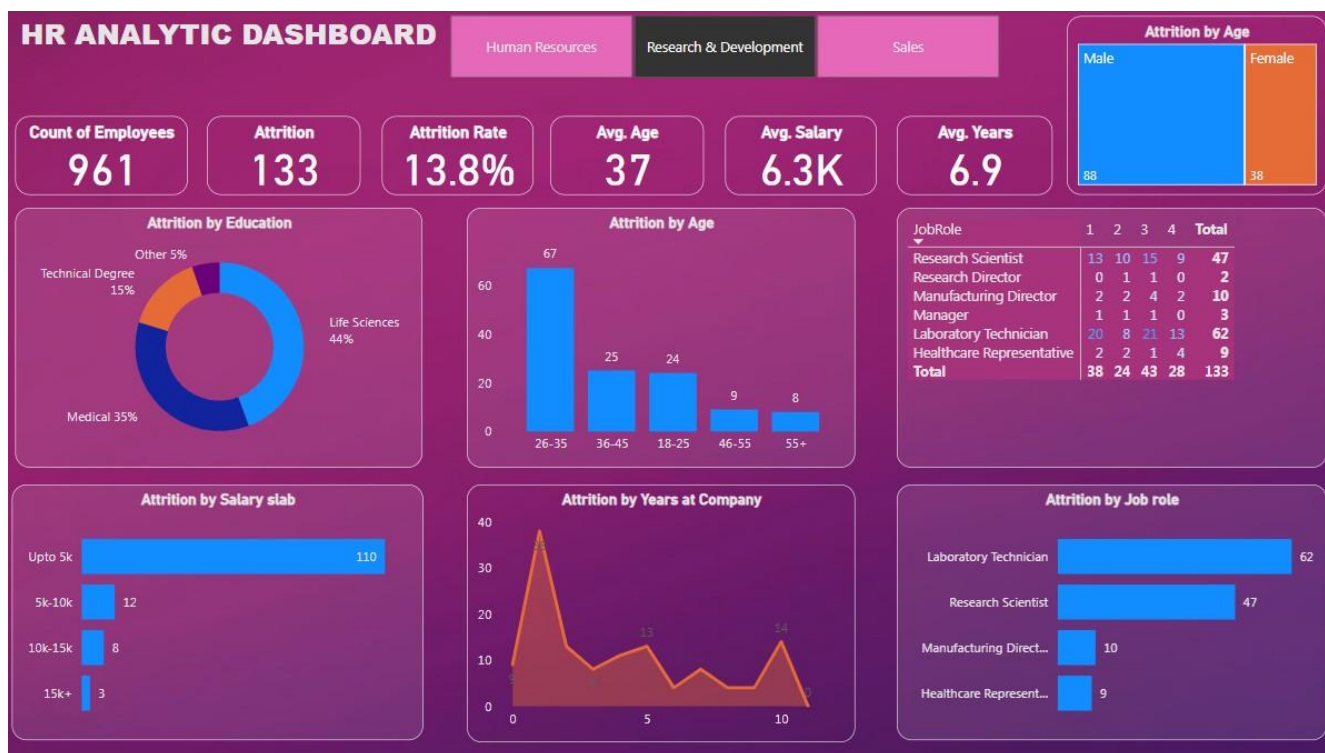 HR ANALYTIC DASHBOARD
Human Resources
Research & Development
Sales
Attrition by Age
Male
Female
88
38
Count of Employees
961
Attrition
133
Attrition Rate
13.8%
Avg. Age
37
Avg. Salary
6.3K
Avg. Years
6.9
Attrition by Education
Other 5%
Technical Degree
15%
Life Sciences
44%
Medical 35%
Attrition by Age
67
60
40
25
24
20
9
8
0
26-35 36-45 18-25 46-55 55+
JobRole 1 2 3 4 Total
Research Scientist 13 10 15 9 47
Research Director 0 1 1 0 2
Manufacturing Director 2 2 4 2 10
Manager 1 1 1 0 3
Laboratory Technician 20 8 21 13 62
Healthcare Representative 2 2 1 4 9
Total 38 24 43 28 133
Attrition by Salary slab
Upto 5k 110
5k-10k 12
10k-15k 8
15k+ 3
Attrition by Years at Company
40
30
20
13
14
10
9
0
0 5 10
Attrition by Job role
Laboratory Technician 62
Research Scientist 47
Manufacturing Direct... 10
Healthcare Represent... 9